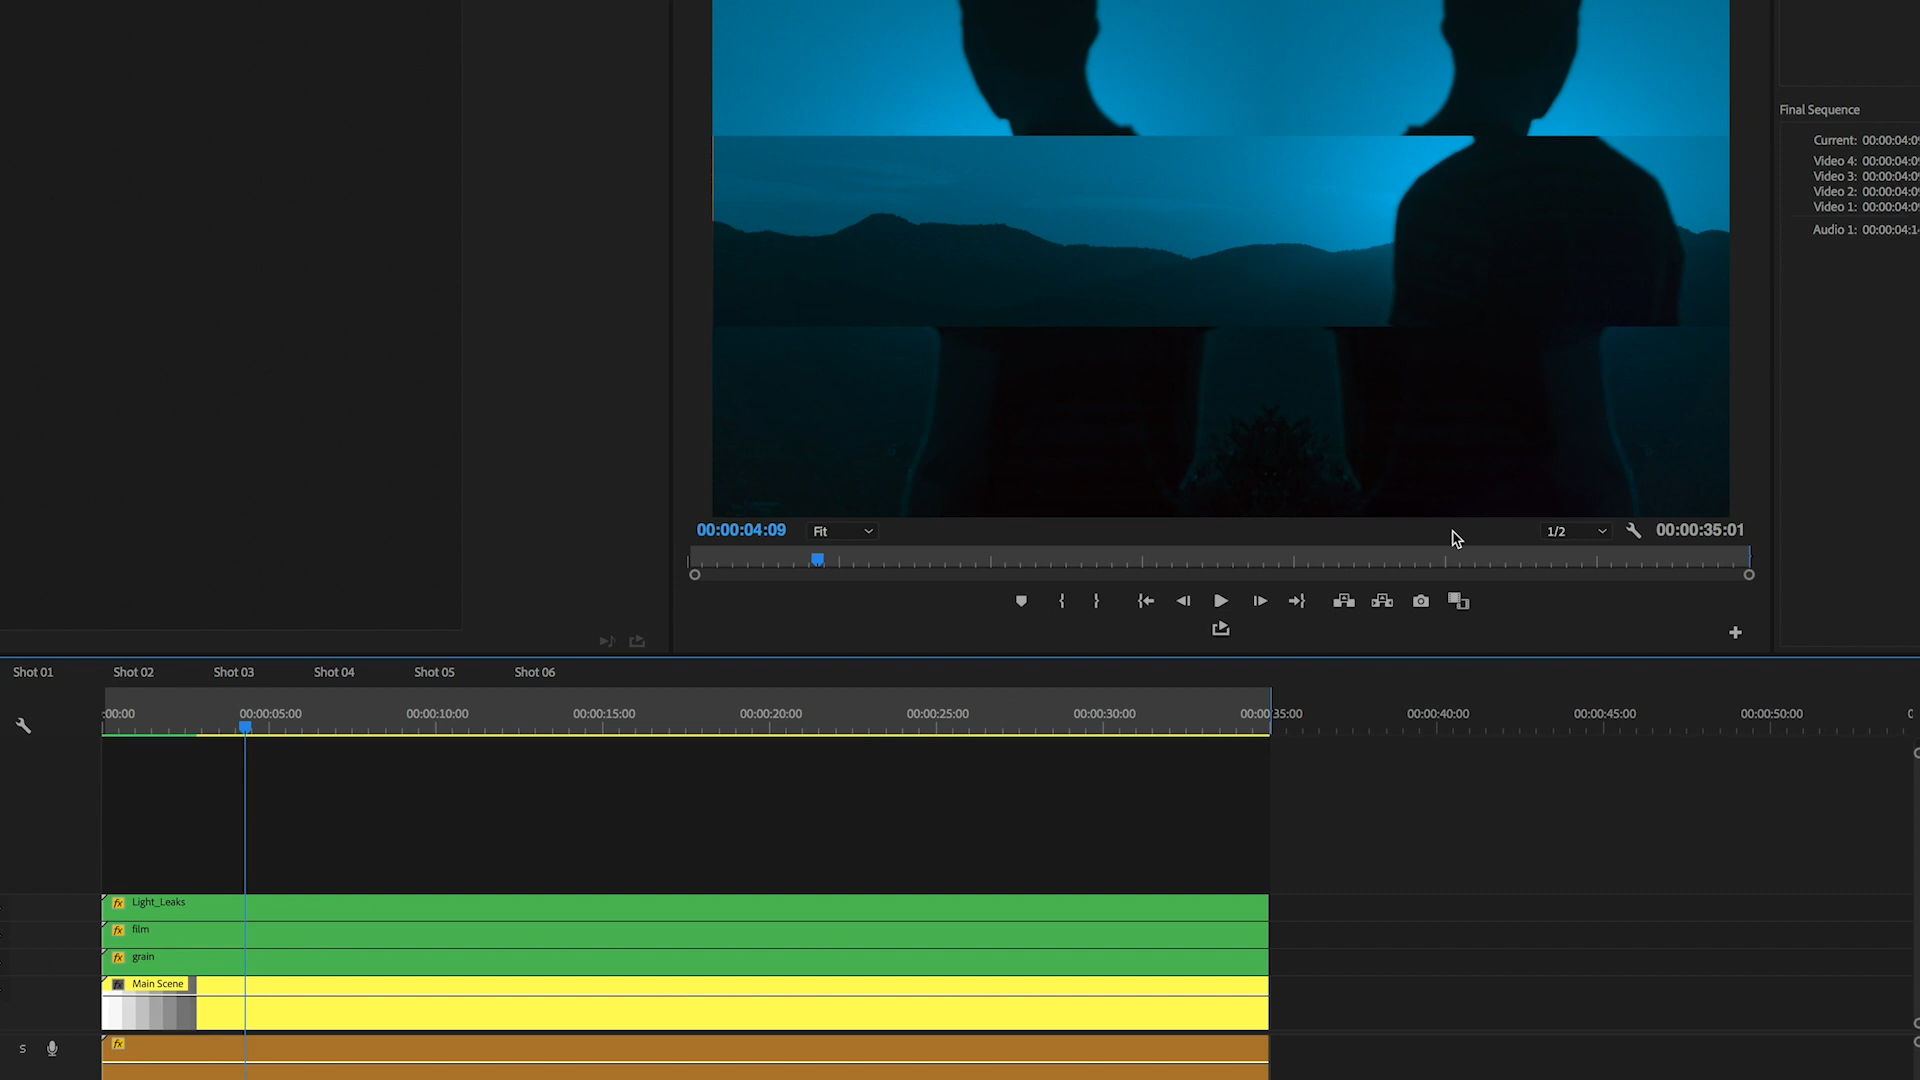 Final Sequence
Current: 00:00:04:0
Video 4: 00:00:04:0
Video 3: 00:00:04:0
Video 2: 00:00:04:0
Video 1: 00:00:04:0
Audio 1: 00:00:04:1
00:00:04:09 Fit 1/2 00:00:35:01
Shot 01 Shot 02 Shot 03 Shot 04 Shot 05 Shot 06
:00:00 00:00:05:00 00:00:10:00 00:00:15:00 00:00:20:00 00:00:25:00 00:00:30:00 00:00:35:00 00:00:40:00 00:00:45:00 00:00:50:00
fx Light_Leaks
fx film
fx grain
fx Main Scene
S fx